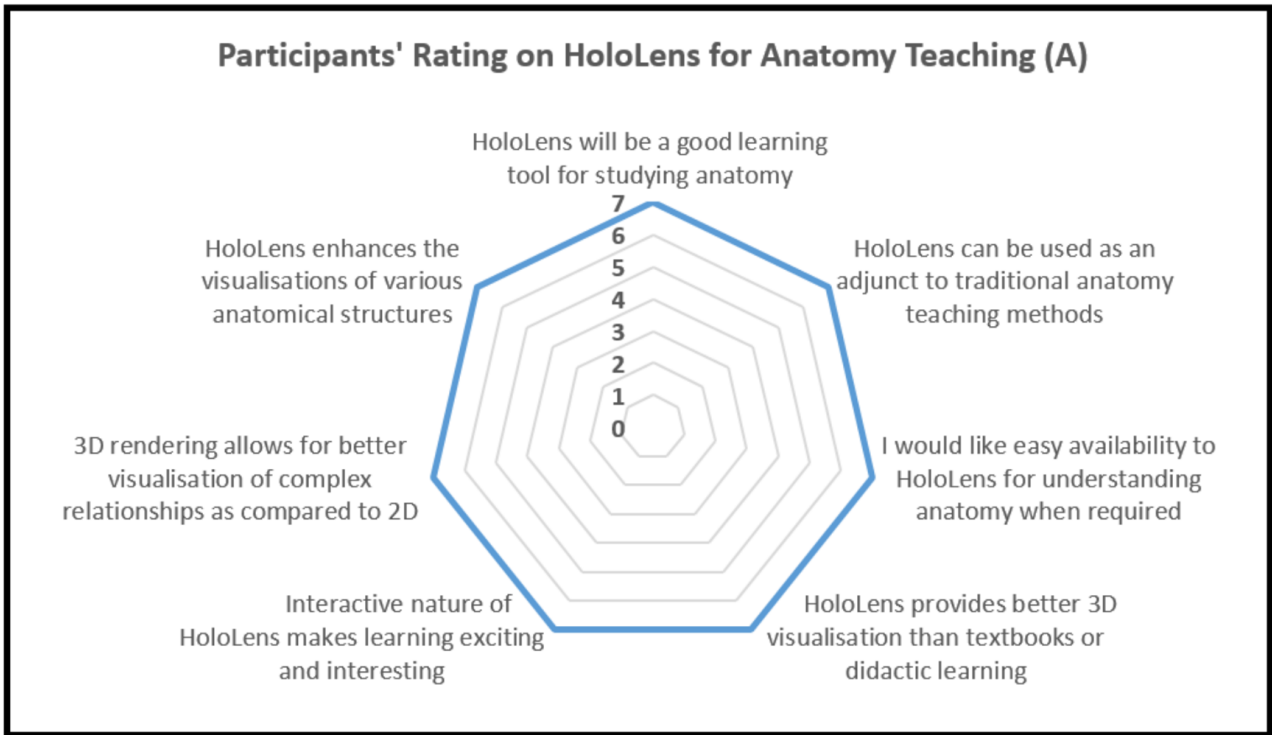 Participants' Rating on HoloLens for Anatomy Teaching (A)
HoloLens will be a good learning
tool for studying anatomy
7
6
5
4
3
2
1
0
HoloLens can be used as an
adjunct to traditional anatomy
teaching methods
I would like easy availability to
HoloLens for understanding
anatomy when required
HoloLens provides better 3D
visualisation than textbooks or
didactic learning
Interactive nature of
HoloLens makes learning exciting
and interesting
3D rendering allows for better
visualisation of complex
relationships as compared to 2D
HoloLens enhances the
visualisations of various
anatomical structures